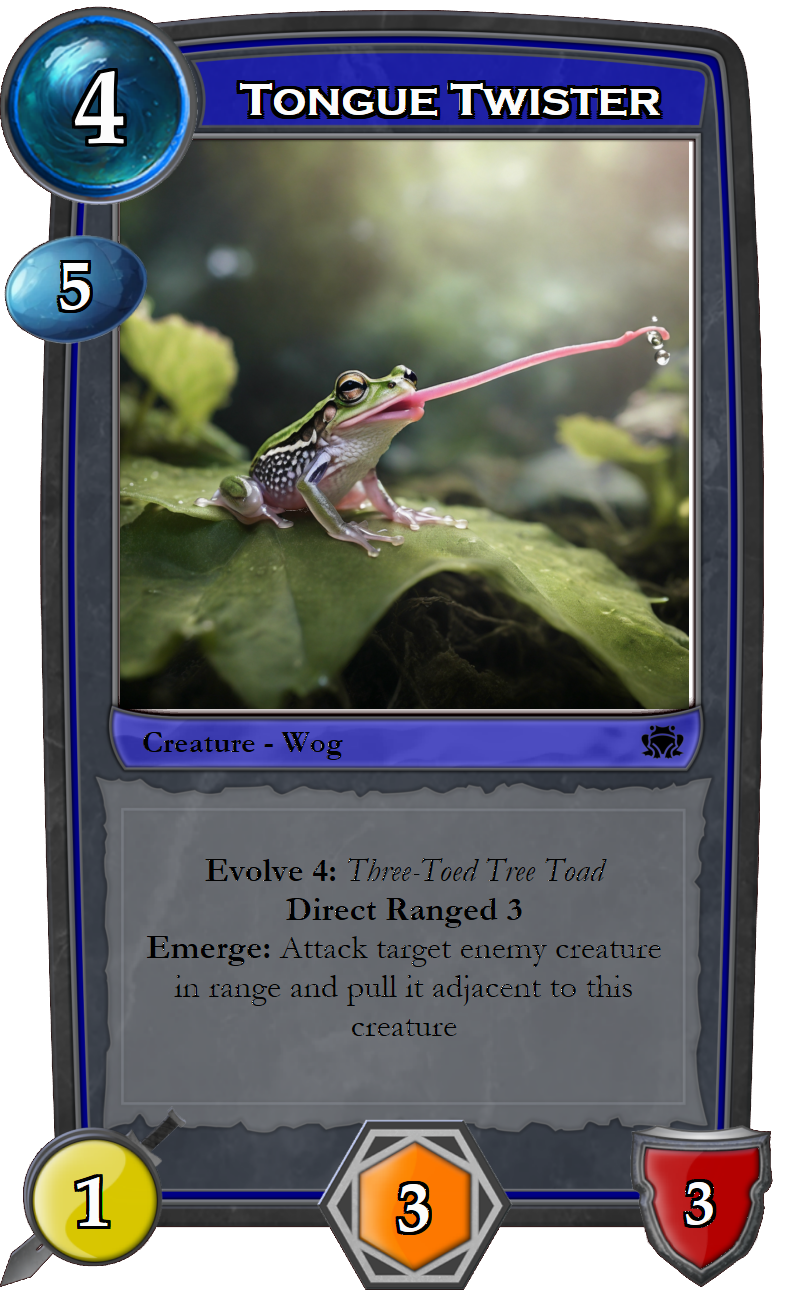 4
Tongue Twister
5
Creature - Wog
Evolve 4: Three-Toed Tree Toad
Direct Ranged 3
Emerge: Attack target enemy creature
in range and pull it adjacent to this
creature
1
3
3